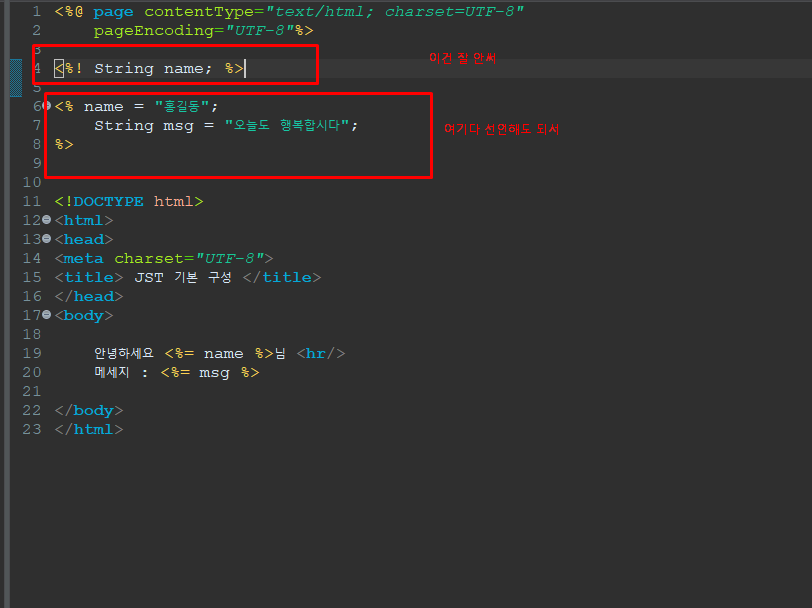 1 <%@ page contentType="text/html; charset=UTF-8"
2 pageEncoding="UTF-8"%>
3
4 <%! String name; %> 이건 잘 안써
5
6 <% name = "홍길동";
7 String msg = "오늘도 행복합시다"; 여기다 선언해도 되서
8 %>
9
10
11 <!DOCTYPE html>
12 <html>
13 <head>
14 <meta charset="UTF-8">
15 <title> JST 기본 구성 </title>
16 </head>
17 <body>
18
19 안녕하세요 <%= name %>님 <hr/>
20 메세지 : <%= msg %>
21
22 </body>
23 </html>